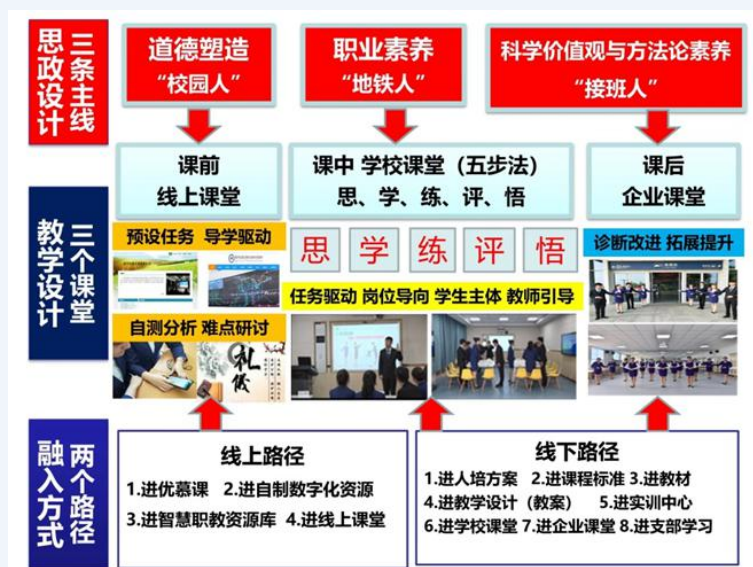 思政设计
三条主线
道德塑造
“校园人”
职业素养
“地铁人”
科学价值观与方法论素养
“接班人”
教学设计
三个课堂
课前
线上课堂
课中 学校课堂（五步法）
思、学、练、评、悟
课后
企业课堂
预设任务 导学驱动
思 学 练 评 悟
诊断改进 拓展提升
任务驱动 岗位导向 学生主体 教师引导
自测分析 难点研讨
礼仪
融入方式
两个路径
线上路径
1.进优慕课 2.进自制数字化资源
3.进智慧职教资源库 4.进线上课堂
线下路径
1.进人培方案 2.进课程标准 3.进教材
4.进教学设计（教案） 5.进实训中心
6.进学校课堂 7.进企业课堂 8.进支部学习